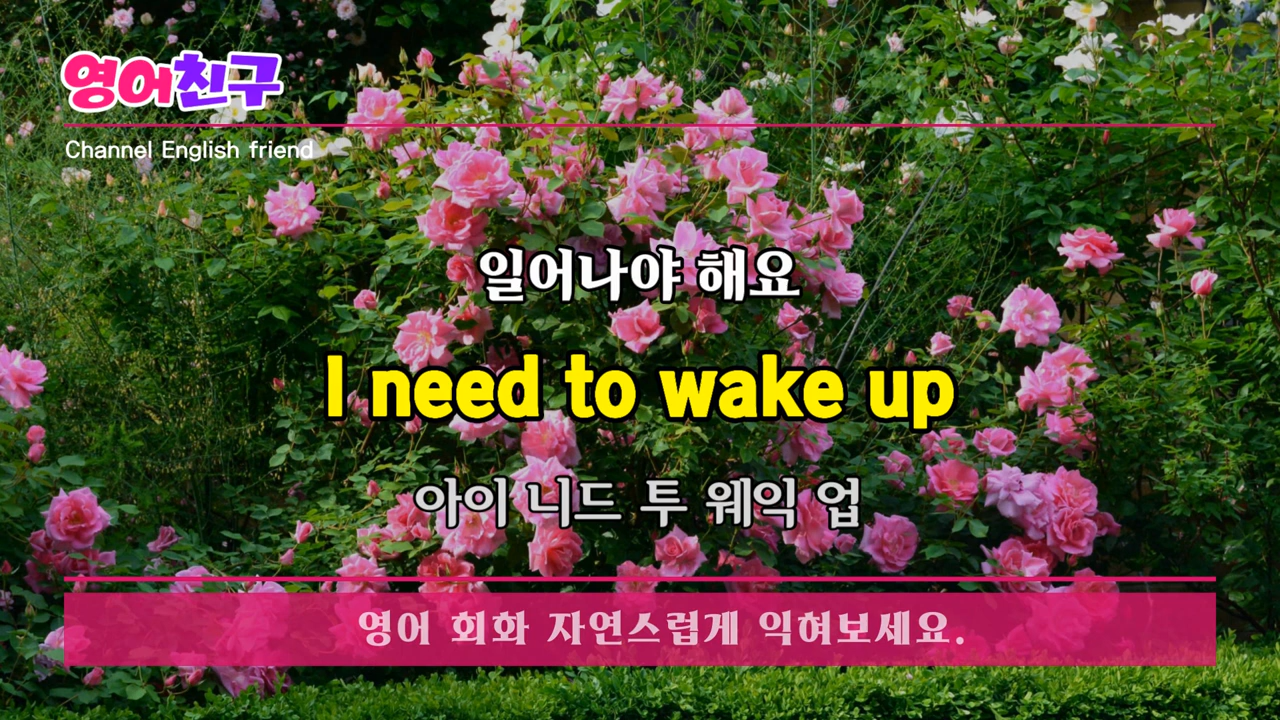 영어친구
Channel English friend
일어나야 해요
I need to wake up
아이 니드 투 웨익 업
영어 회화 자연스럽게 익혀보세요.